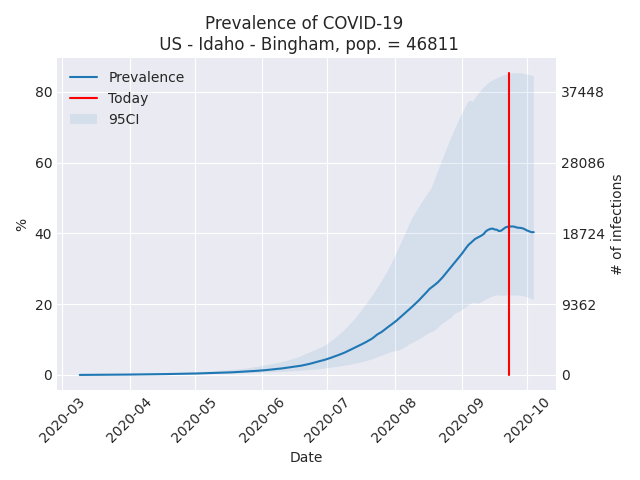 Prevalence of COVID-19
US - Idaho - Bingham, pop. = 46811
Prevalence
Today
95CI
80
60
40
20
0
%
37448
28086
18724
9362
0
# of infections
2020-03
2020-04
2020-05
2020-06
2020-07
2020-08
2020-09
2020-10
Date